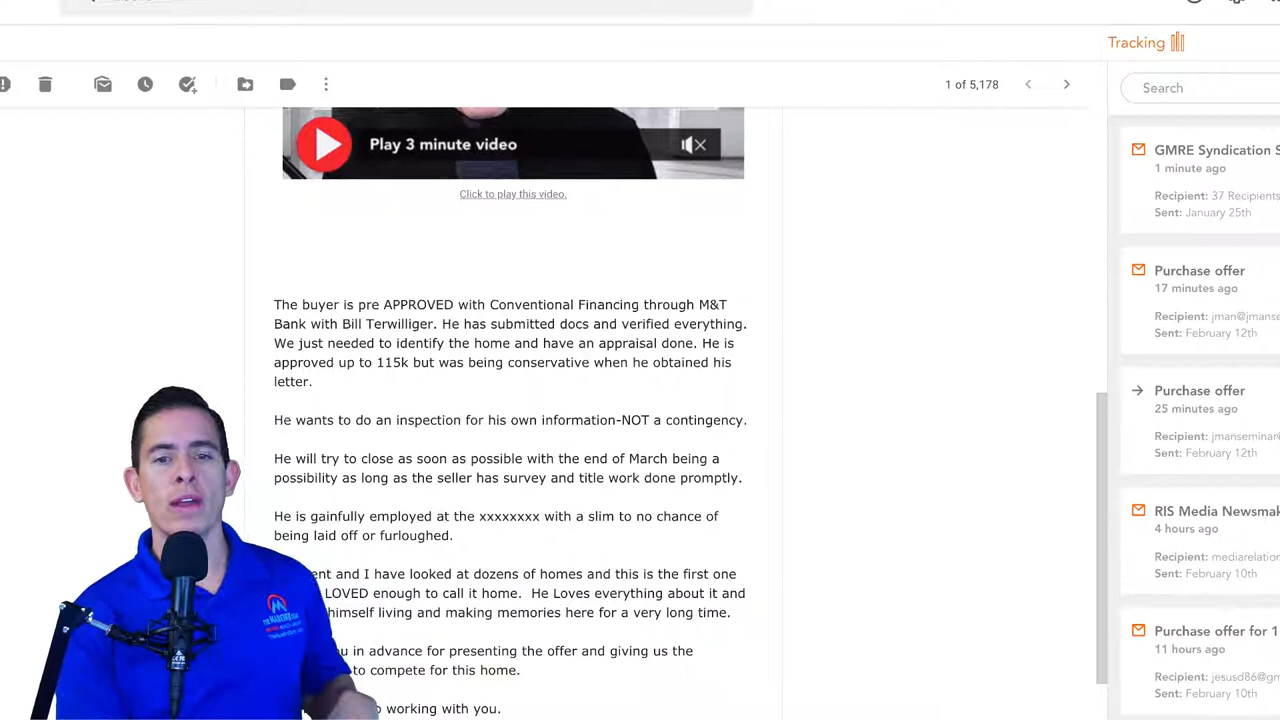 Tracking
1 of 5,178
Search
Play 3 minute video
Click to play this video.
GMRE Syndication S
1 minute ago
Recipient: 37 Recipients
Sent: January 25th
Purchase offer
17 minutes ago
Recipient: jman@jmanse
Sent: February 12th
Purchase offer
25 minutes ago
Recipient: jmanseminar@
Sent: February 12th
RIS Media Newsmak
4 hours ago
Recipient: mediarelation
Sent: February 10th
Purchase offer for 1
11 hours ago
Recipient: jesusd86@gm
Sent: February 10th
The buyer is pre APPROVED with Conventional Financing through M&T
Bank with Bill Terwilliger. He has submitted docs and verified everything.
We just needed to identify the home and have an appraisal done. He is
approved up to 115k but was being conservative when he obtained his
letter.
He wants to do an inspection for his own information-NOT a contingency.
He will try to close as soon as possible with the end of March being a
possibility as long as the seller has survey and title work done promptly.
He is gainfully employed at the xxxxxxxx with a slim to no chance of
being laid off or furloughed.
ent and I have looked at dozens of homes and this is the first one
LOVED enough to call it home. He Loves everything about it and
himself living and making memories here for a very long time.
u in advance for presenting the offer and giving us the
to compete for this home.
o working with you.